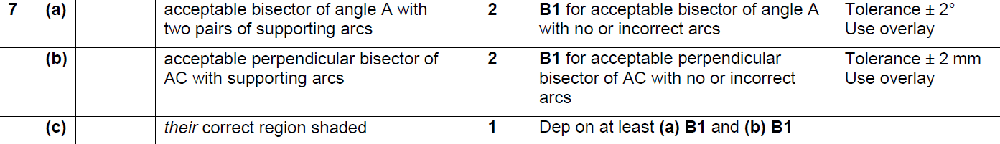 7 (a) acceptable bisector of angle A with 2 B1 for acceptable bisector of angle A Tolerance ± 2°
two pairs of supporting arcs with no or incorrect arcs Use overlay
(b) acceptable perpendicular bisector of 2 B1 for acceptable perpendicular Tolerance ± 2 mm
AC with supporting arcs bisector of AC with no or incorrect Use overlay
arcs
(c) their correct region shaded 1 Dep on at least (a) B1 and (b) B1